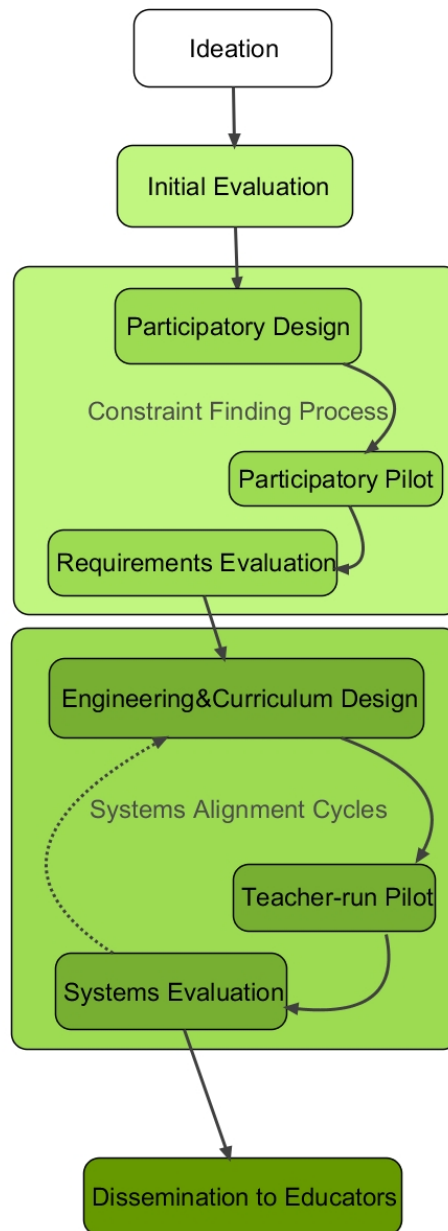 Ideation
Initial Evaluation
Participatory Design
Constraint Finding Process
Participatory Pilot
Requirements Evaluation
Engineering&Curriculum Design
Systems Alignment Cycles
Teacher-run Pilot
Systems Evaluation
Dissemination to Educators